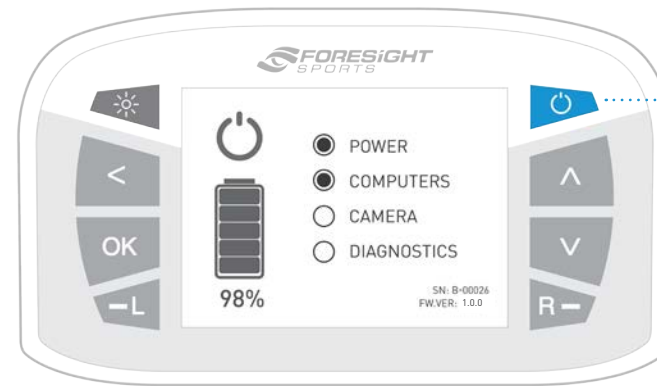 FORESiGHT
SPORTS
<
OK
–L
POWER
COMPUTERS
CAMERA
DIAGNOSTICS
98%
SN: B-00026
FW.VER: 1.0.0
R–